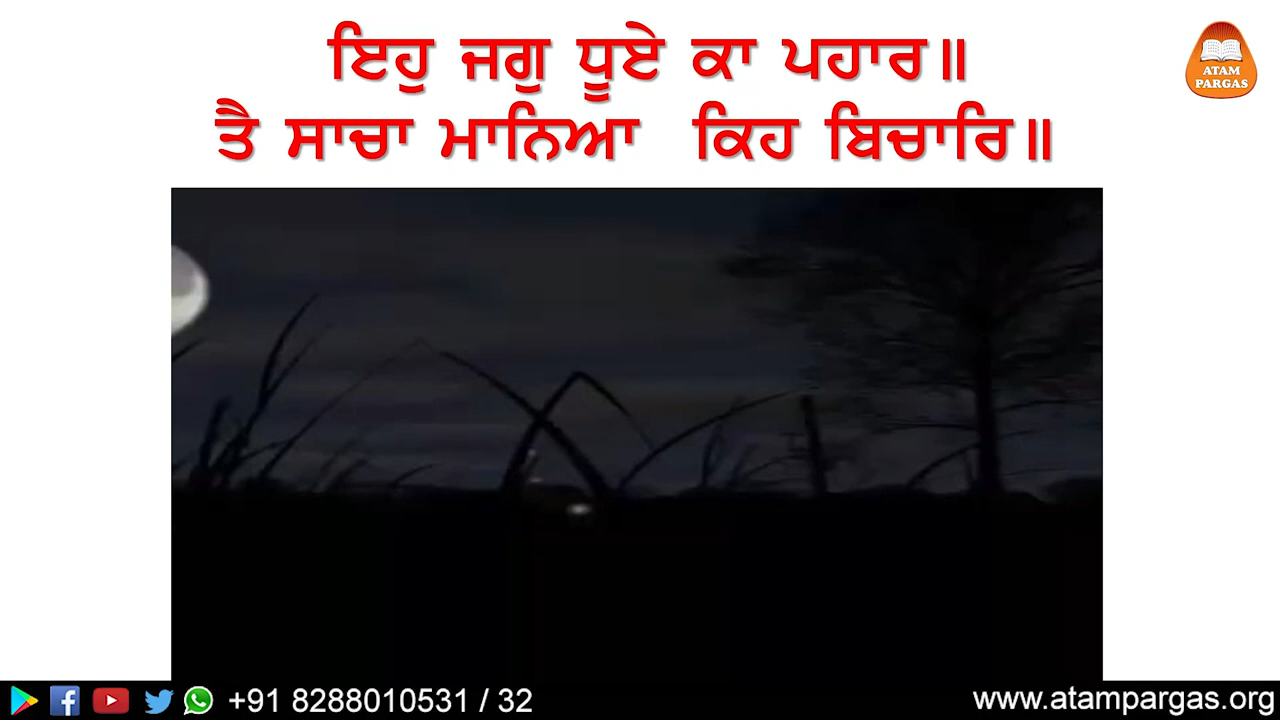 ਇਹੁ ਜਗੁ ਧੂਏ ਕਾ ਪਹਾਰ॥
ਤੈ ਸਾਚਾ ਮਾਨਿਆ ਕਿਹ ਬਿਚਾਰਿ॥
ATAM
PARGAS
+91 8288010531 / 32
www.atampargas.org